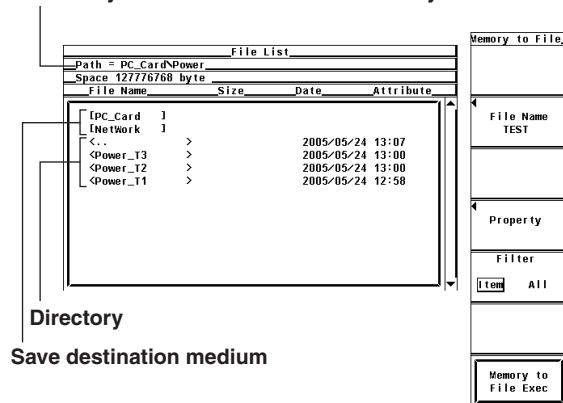 Memory to File
File List
Path = PC_Card\Power
Space 127776768 byte
File Name Size Date Attribute
[PC_Card ]
[NetWork ]
<.. > 2005/05/24 13:07
<Power_T3 > 2005/05/24 13:00
<Power_T2 > 2005/05/24 13:00
<Power_T1 > 2005/05/24 12:58
File Name
TEST
Property
Filter
Item All
Memory to
File Exec
Directory
Save destination medium